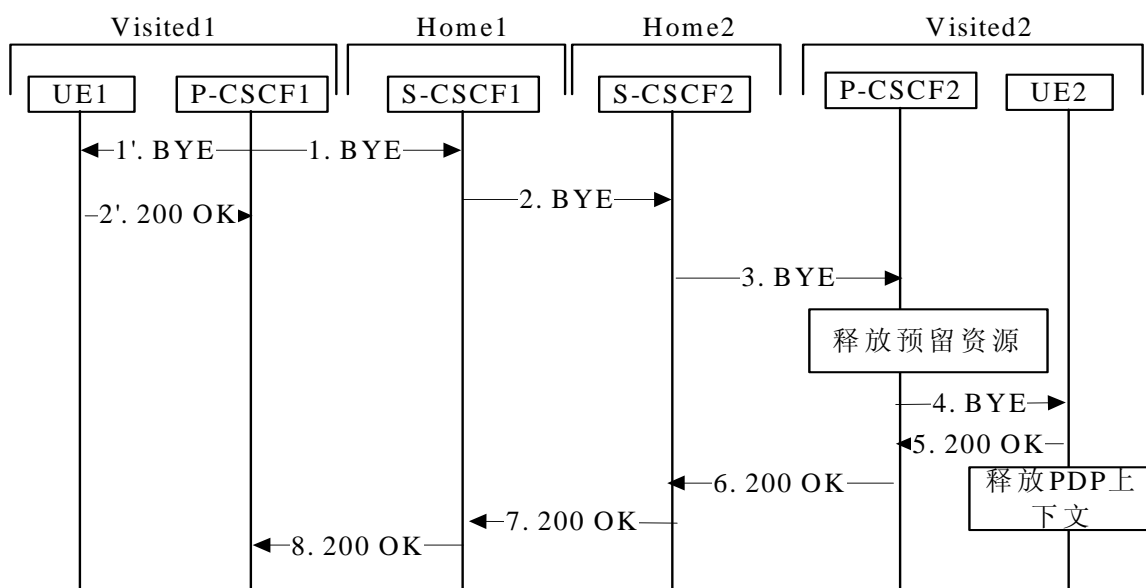 Visited1 Home1 Home2 Visited2
UE1 P-CSCF1 S-CSCF1 S-CSCF2 P-CSCF2 UE2
1'. BYE 1. BYE
2. BYE
2'. 200 OK
3. BYE
释放预留资源
4. BYE
5. 200 OK
6. 200 OK
释放PDP上
下文
7. 200 OK
8. 200 OK